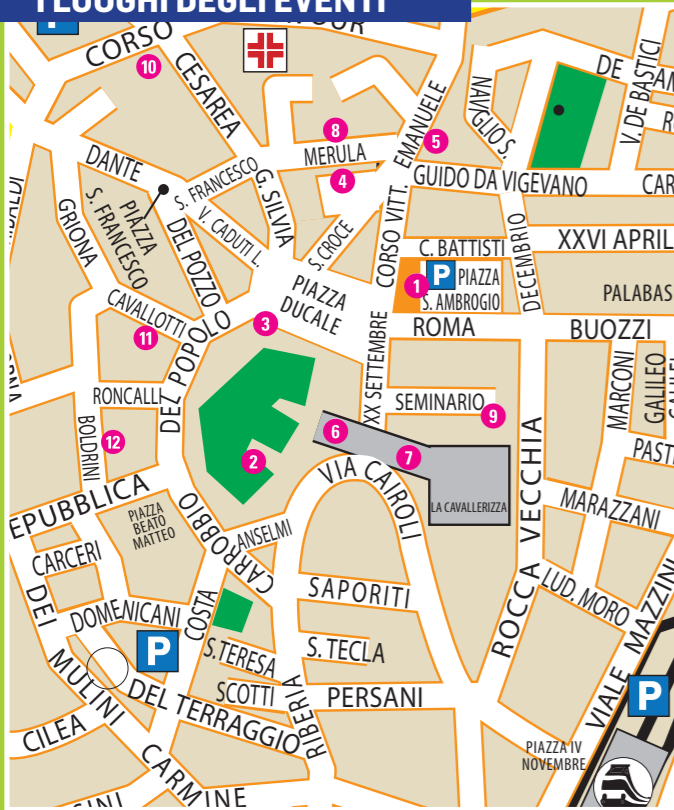 I LUOGHI DEGLI EVENTI
P
CORSO
CESAREA
10
8
MERULA
4
5
EMANUELE
CORSO VITT.
NAVIGLIO S.
DE
V. DE BASTICI
DANTE
S. FRANCESCO
G. SILVIA
GUIDO DA VIGEVANO
CAR
PIAZZA
S. FRANCESCO
V. CADUTI L.
S. CROCE
GRIONA
DEL POZZO
C. BATTISTI
DECEMBRIO
XXVI APRIL
1
P
PIAZZA
S. AMBROGIO
PALABAS
PIAZZA
DUCALE
CAVALLOTTI
11
3
ROMA
BUOZZI
DEL POPOLO
XX SETTEMBRE
MARCONI
GALILEO
RONCALLI
SEMINARIO
9
BOLDRINI
12
2
6
7
VIA CAIROLI
ROCCA VECCHIA
PAST
EPUBBLICA
PIAZZA
BEATO
MATTEO
CARROBBIO
ANSELMI
LA CAVALLERIZZA
MARAZZANI
CARCERI
DEI
MULINI
DOMENICANI
COSTA
SAPORITI
LUD. MORO
VIALE MAZZINI
P
S. TERESA
S. TECLA
SCOTTI
DEL TERRAGGIO
RIBERIA
PERSANI
P
CILEA
CARMINE
PIAZZA IV
NOVEMBRE